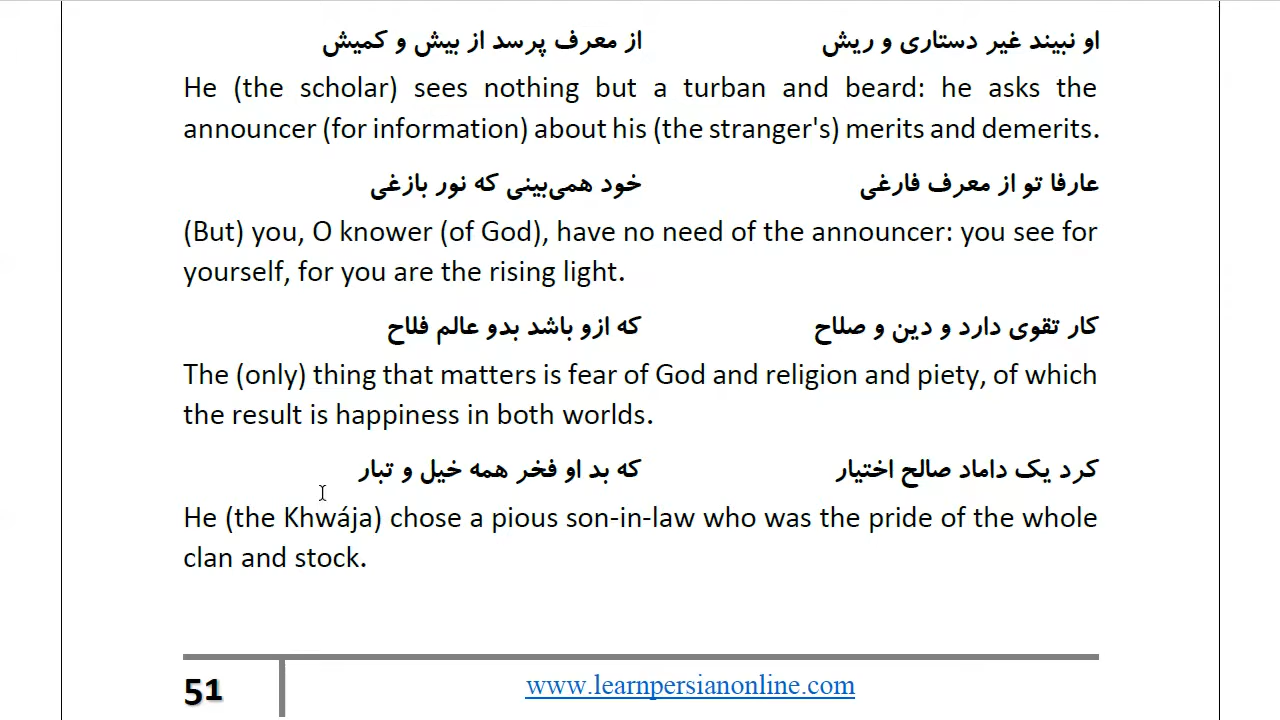 او نبیند غیر دستاری و ریش از معرف پرسد از بیش و کمیش
He (the scholar) sees nothing but a turban and beard: he asks the
announcer (for information) about his (the stranger's) merits and demerits.
عارفا تو از معرف فارغی خود همی‌بینی که نور بازغی
(But) you, O knower (of God), have no need of the announcer: you see for
yourself, for you are the rising light.
کار تقوی دارد و دین و صلاح که ازو باشد بدو عالم فلاح
The (only) thing that matters is fear of God and religion and piety, of which
the result is happiness in both worlds.
کرد یک داماد صالح اختیار که بد او فخر همه خیل و تبار
He (the Khwája) chose a pious son-in-law who was the pride of the whole
clan and stock.
51 www.learnpersianonline.com